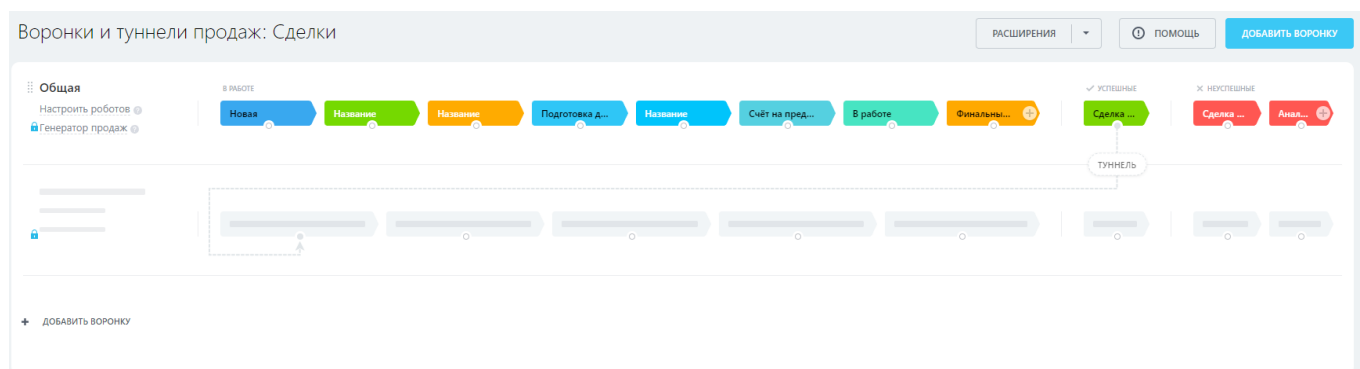 Воронки и туннели продаж: Сделки
РАСШИРЕНИЯ
ПОМОЩЬ
ДОБАВИТЬ ВОРОНКУ
Общая
Настроить роботов
Генератор продаж
В РАБОТЕ
Новая
Название
Название
Подготовка д...
Название
Счёт на пред...
В работе
Финальны...
УСПЕШНЫЕ
Сделка ...
НЕУСПЕШНЫЕ
Сделка ...
Анал...
ТУННЕЛЬ
+ ДОБАВИТЬ ВОРОНКУ